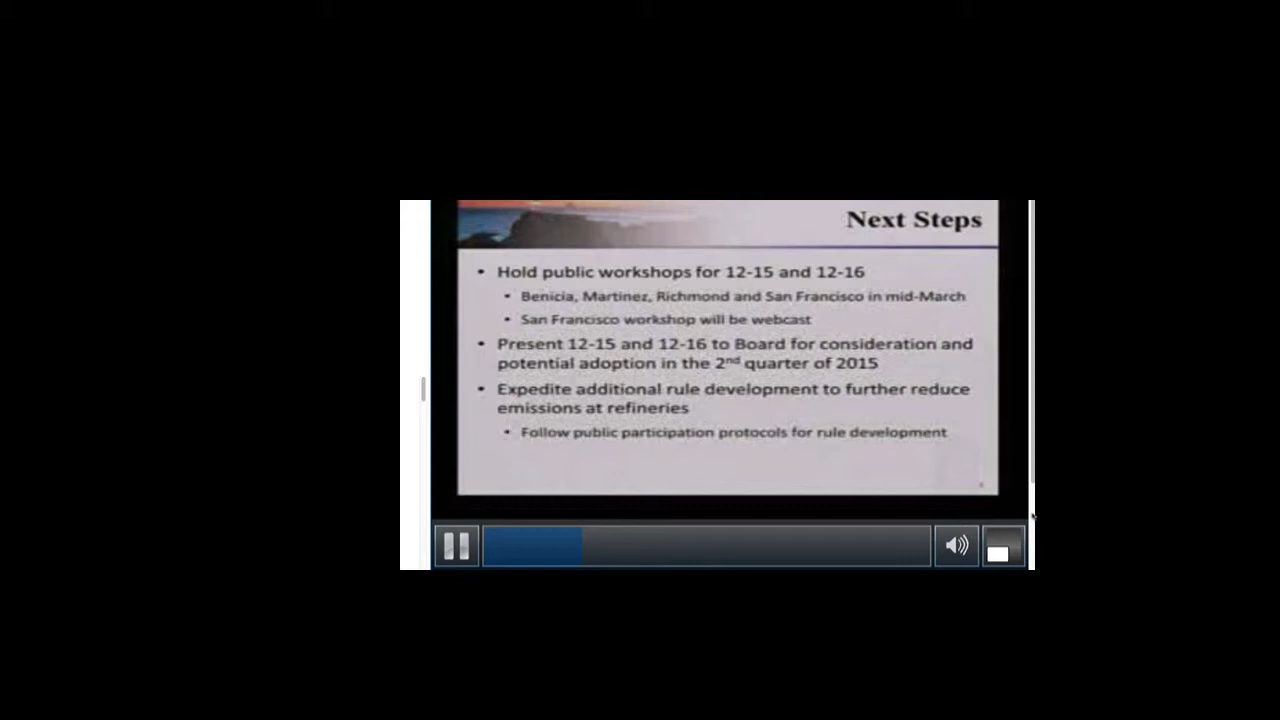 Next Steps
• Hold public workshops for 12-15 and 12-16
• Benicia, Martinez, Richmond and San Francisco in mid-March
• San Francisco workshop will be webcast
• Present 12-15 and 12-16 to Board for consideration and
potential adoption in the 2nd quarter of 2015
• Expedite additional rule development to further reduce
emissions at refineries
• Follow public participation protocols for rule development